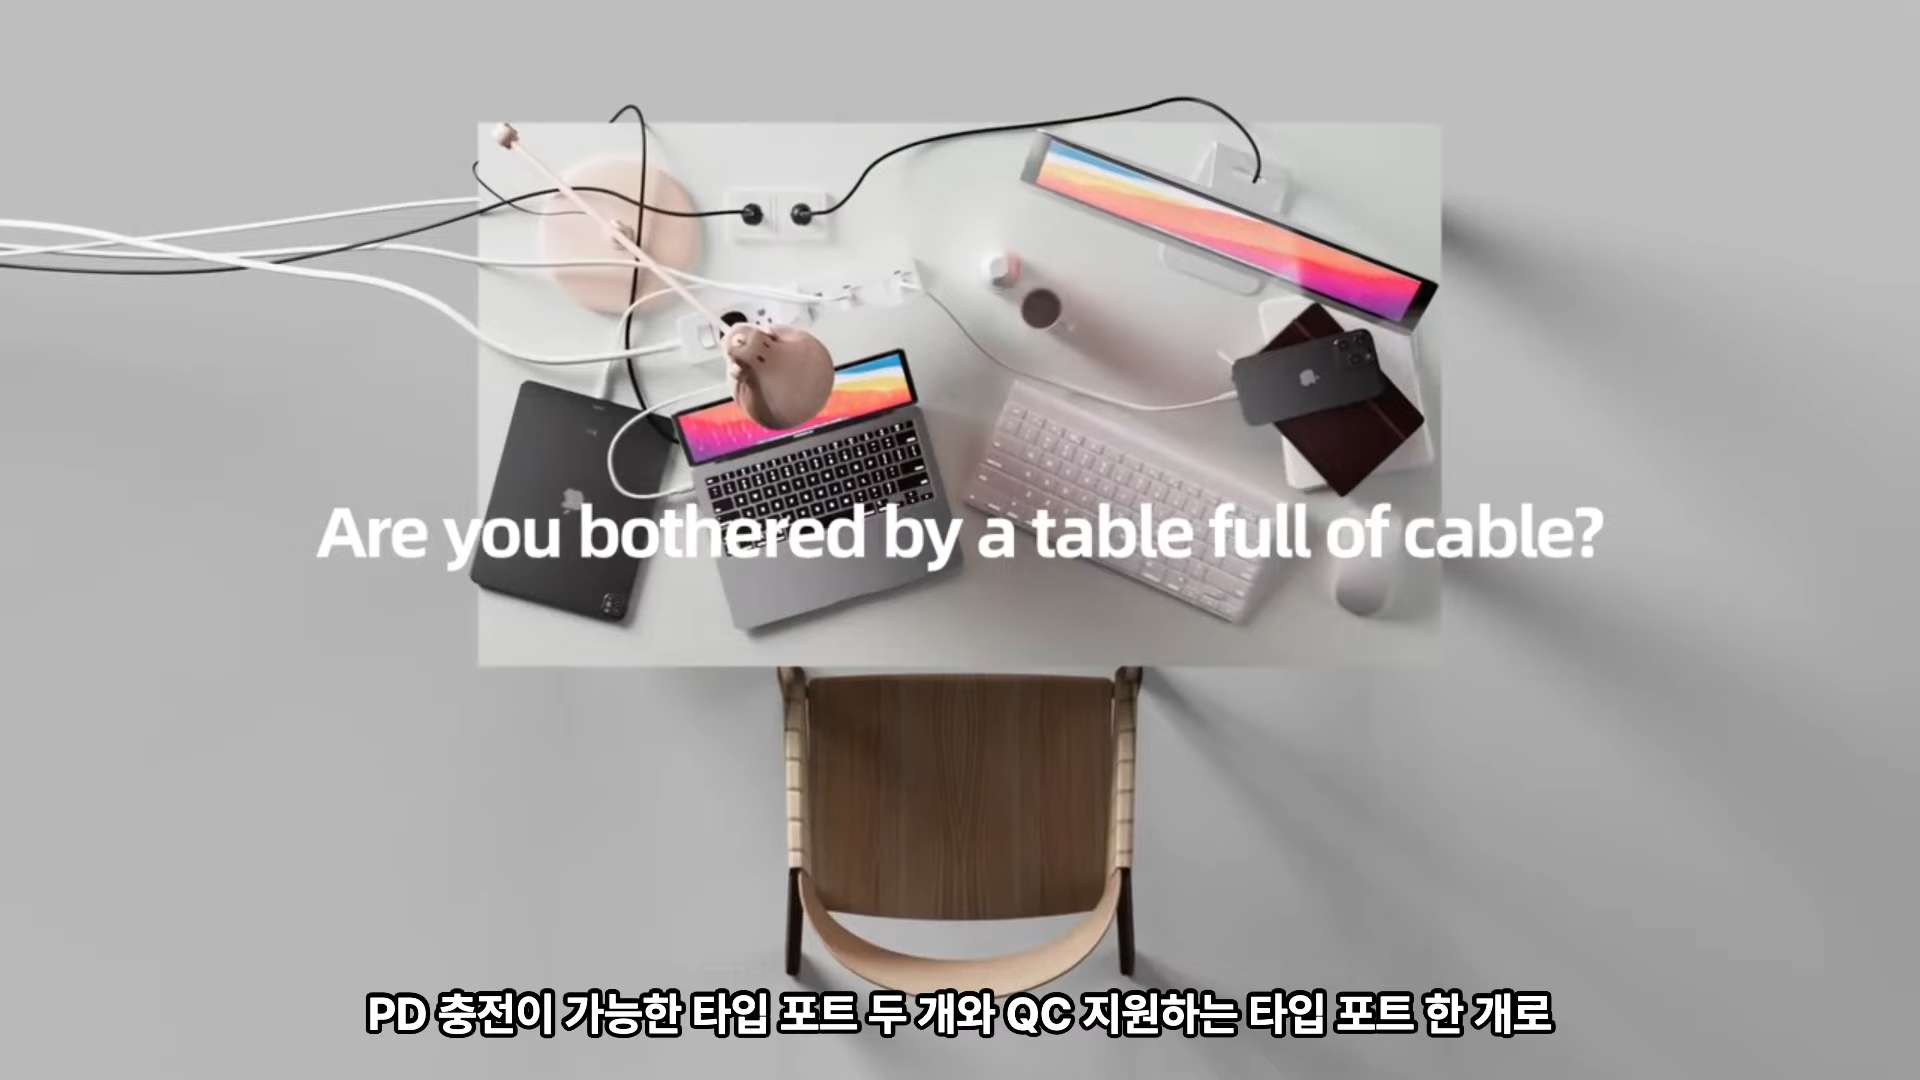 Are you bothered by a table full of cable?
PD 충전이 가능한 타입 포트 두 개와 QC 지원하는 타입 포트 한 개로